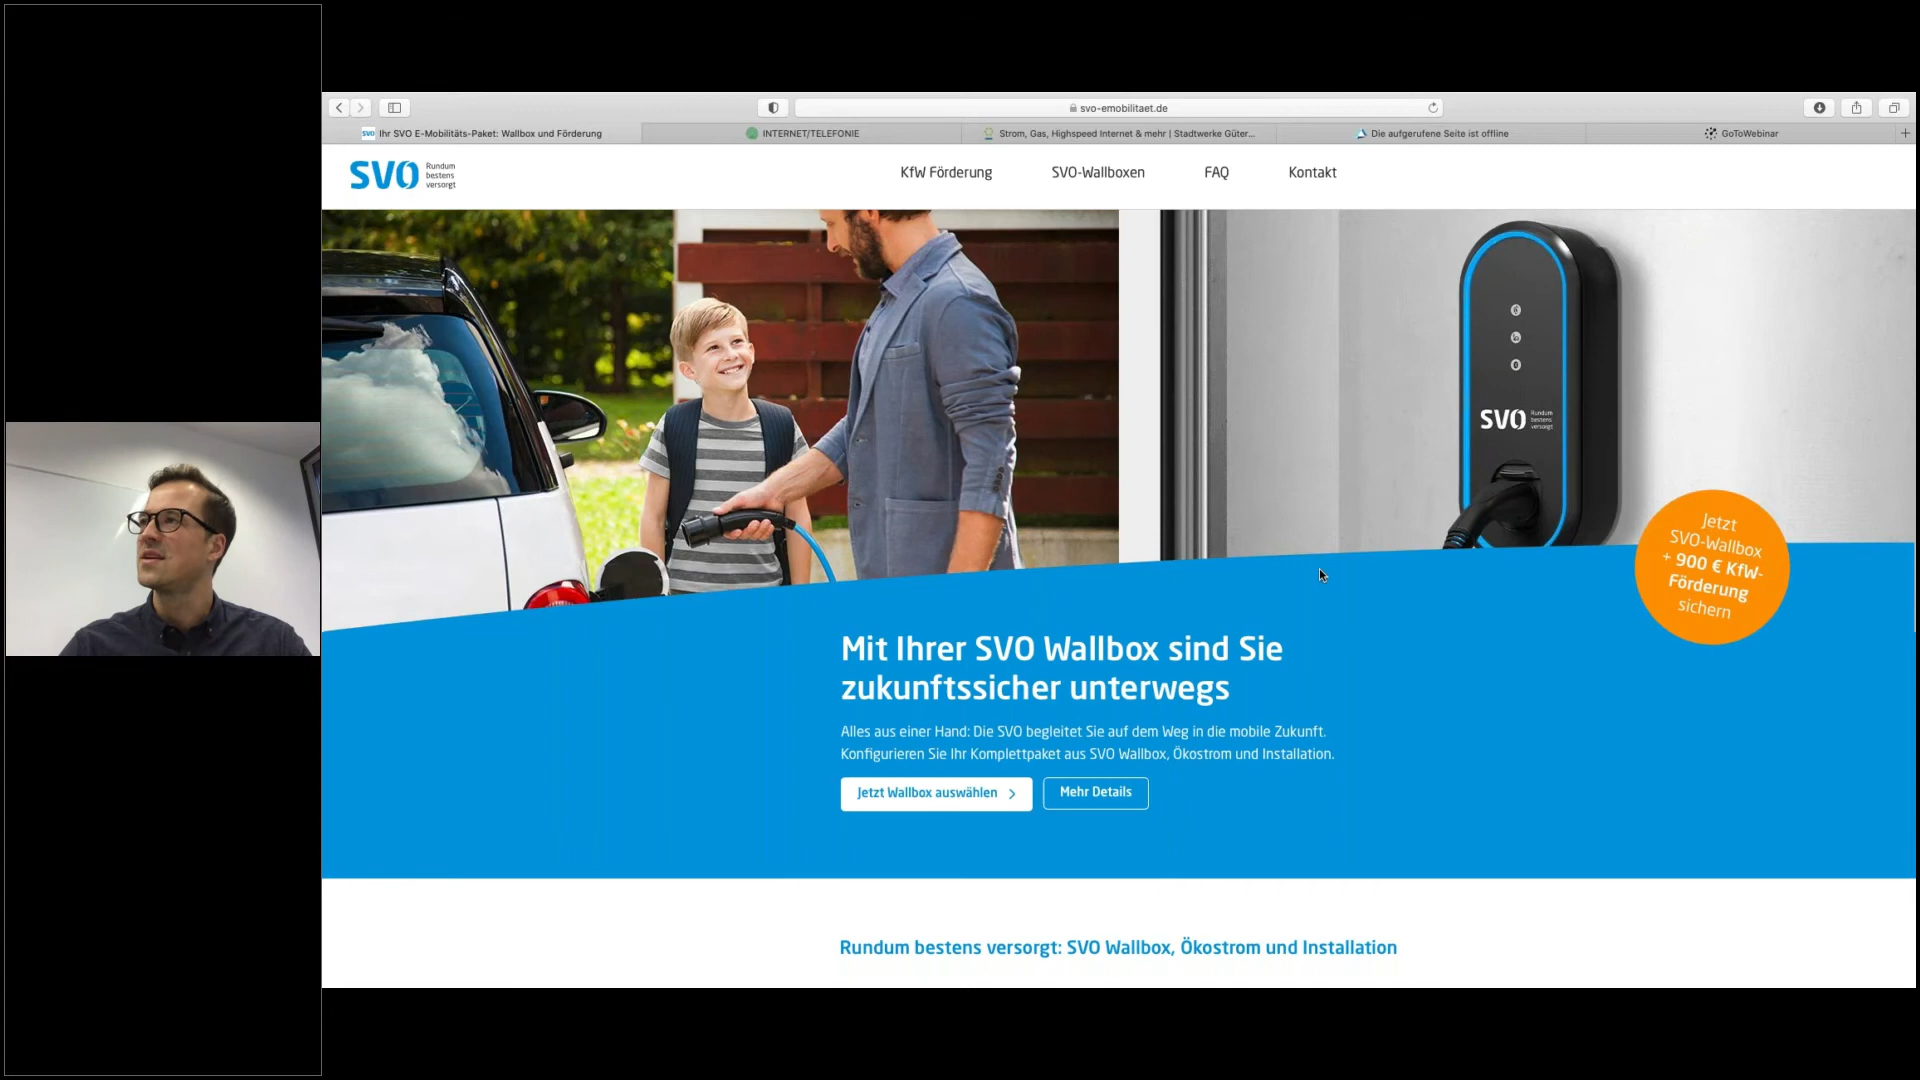 svo-emobilitaet.de
SVO Ihr SVO E-Mobilitäts-Paket: Wallbox und Förderung
INTERNET/TELEFONIE
Strom, Gas, Highspeed Internet & mehr | Stadtwerke Güter...
Die aufgerufene Seite ist offline
GoToWebinar
SVO Rundum
bestens
versorgt
KfW Förderung
SVO-Wallboxen
FAQ
Kontakt
SVO Rundum
bestens
versorgt
Jetzt
SVO-Wallbox
+ 900 € KfW-
Förderung
sichern
Mit Ihrer SVO Wallbox sind Sie
zukunftssicher unterwegs
Alles aus einer Hand: Die SVO begleitet Sie auf dem Weg in die mobile Zukunft.
Konfigurieren Sie Ihr Komplettpaket aus SVO Wallbox, Ökostrom und Installation.
Jetzt Wallbox auswählen
Mehr Details
Rundum bestens versorgt: SVO Wallbox, Ökostrom und Installation